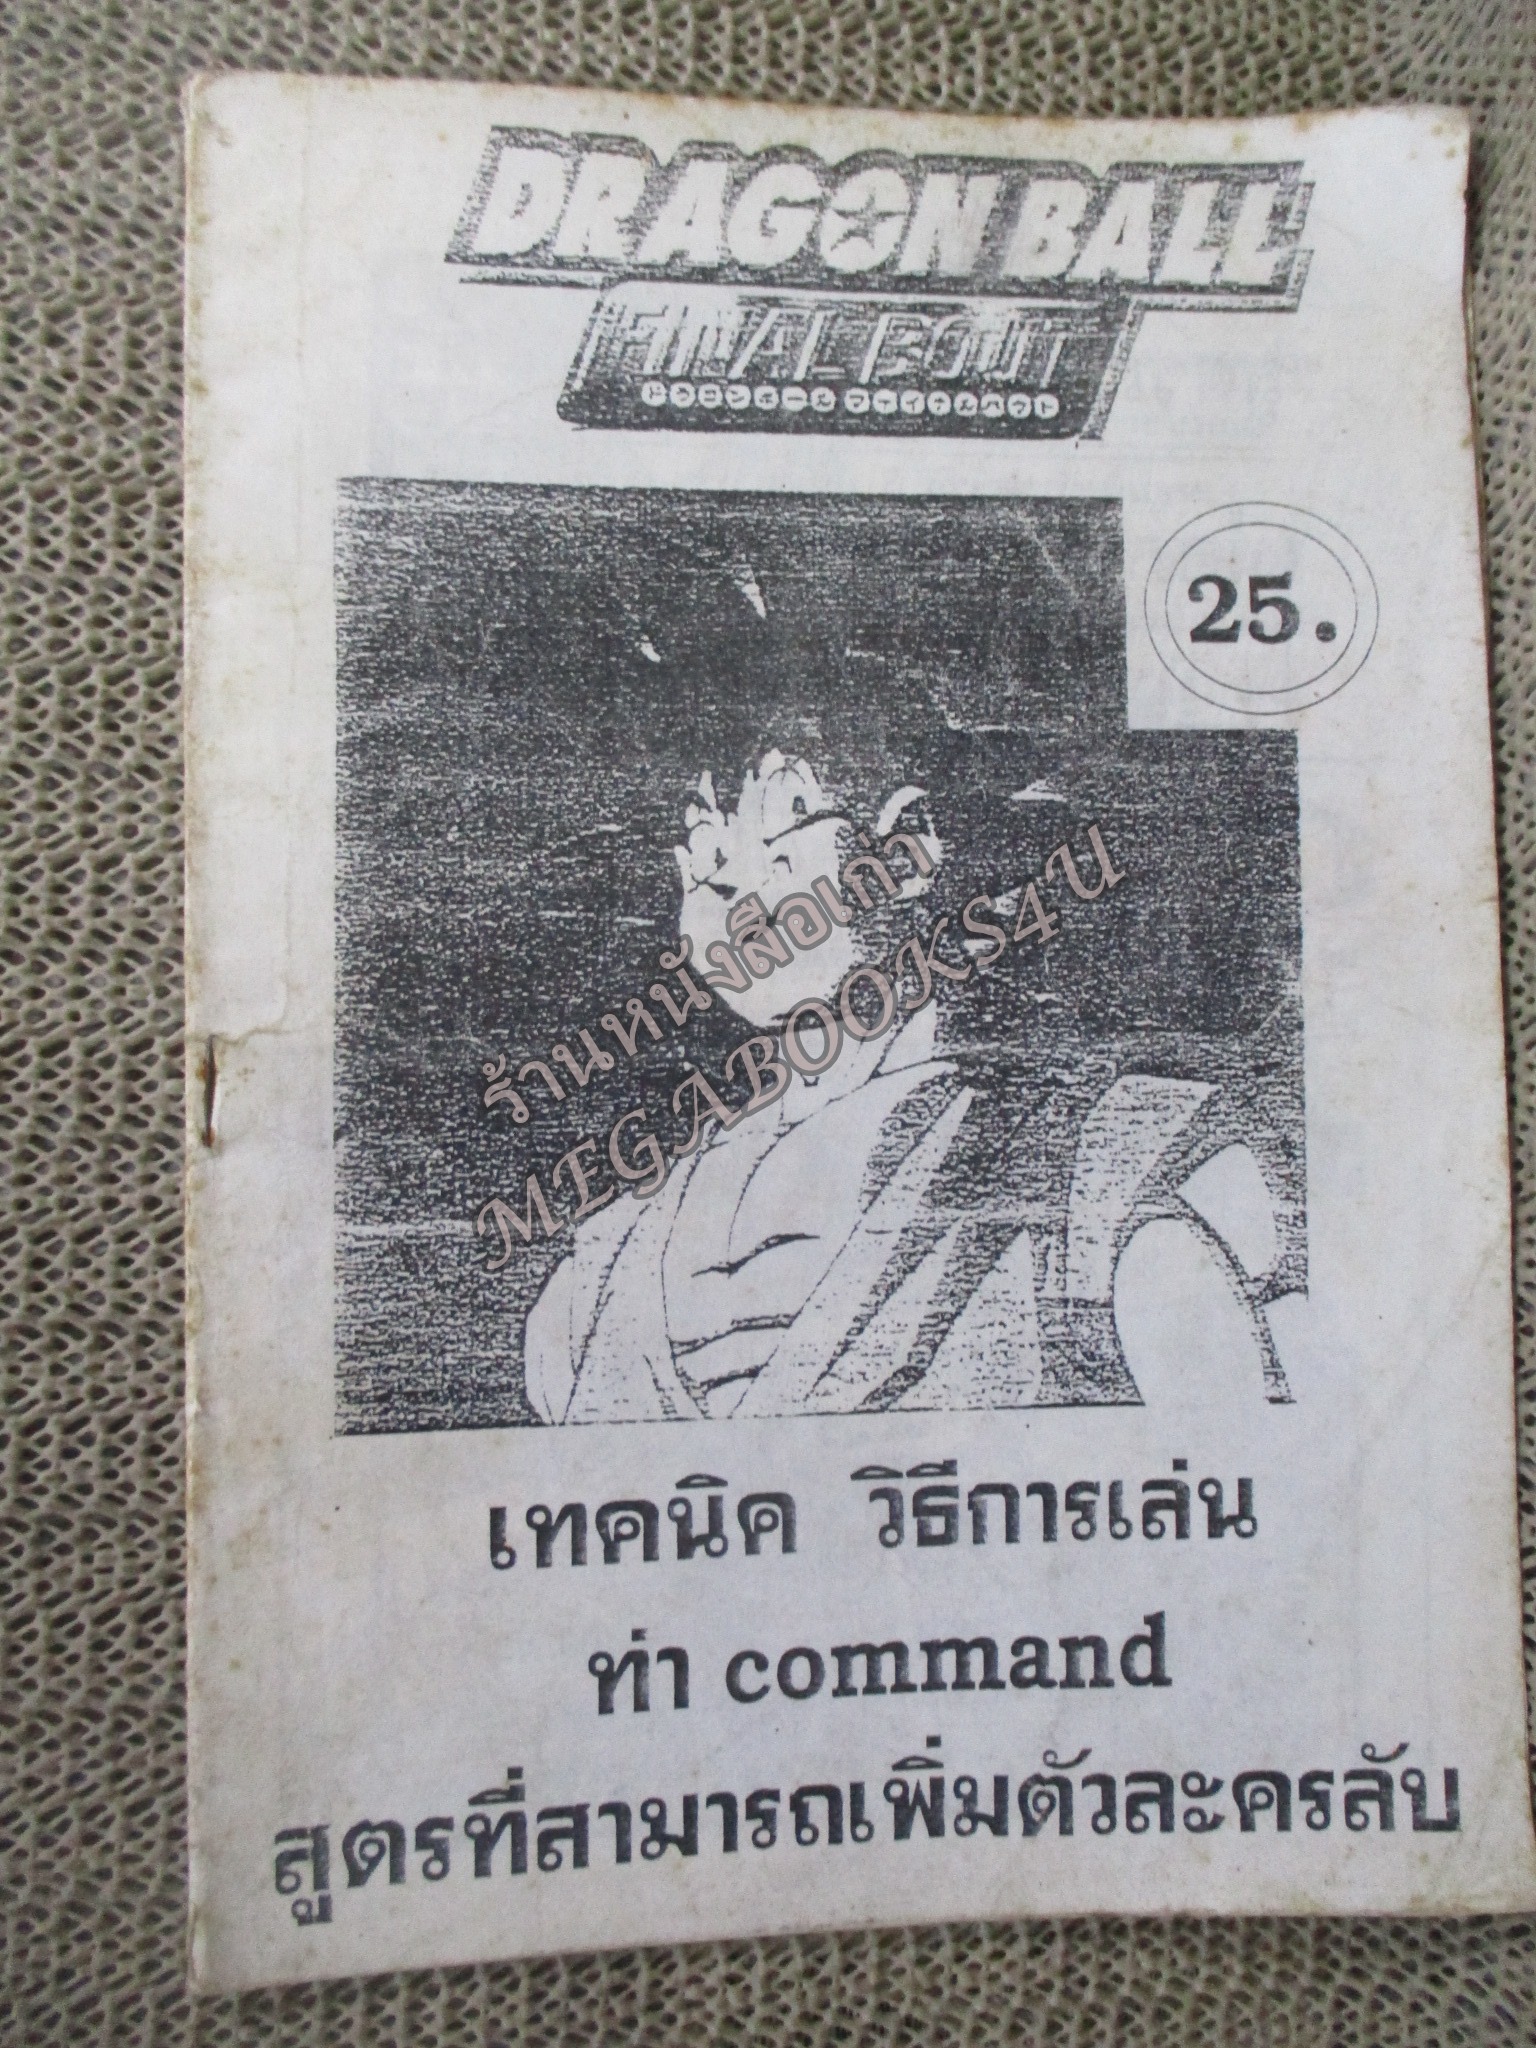 DRAGON BALL
FINAL BOUT
25.
ร้านหนังสือเก่า
MEGABOOKS4U
เทคนิค วิธีการเล่น
ท่า command
สูตรที่สามารถเพิ่มตัวละครลับ